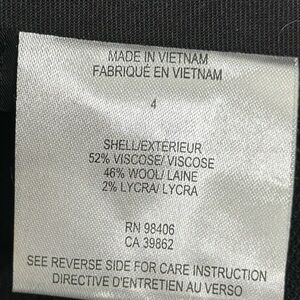 MADE IN VIETNAM
FABRIQUÉ EN VIETNAM
4
SHELL/EXTÉRIEUR
52% VISCOSE/ VISCOSE
46% WOOL/ LAINE
2% LYCRA/ LYCRA
RN 98406
CA 39862
SEE REVERSE SIDE FOR CARE INSTRUCTION
DIRECTIVE D'ENTRETIEN AU VERSO